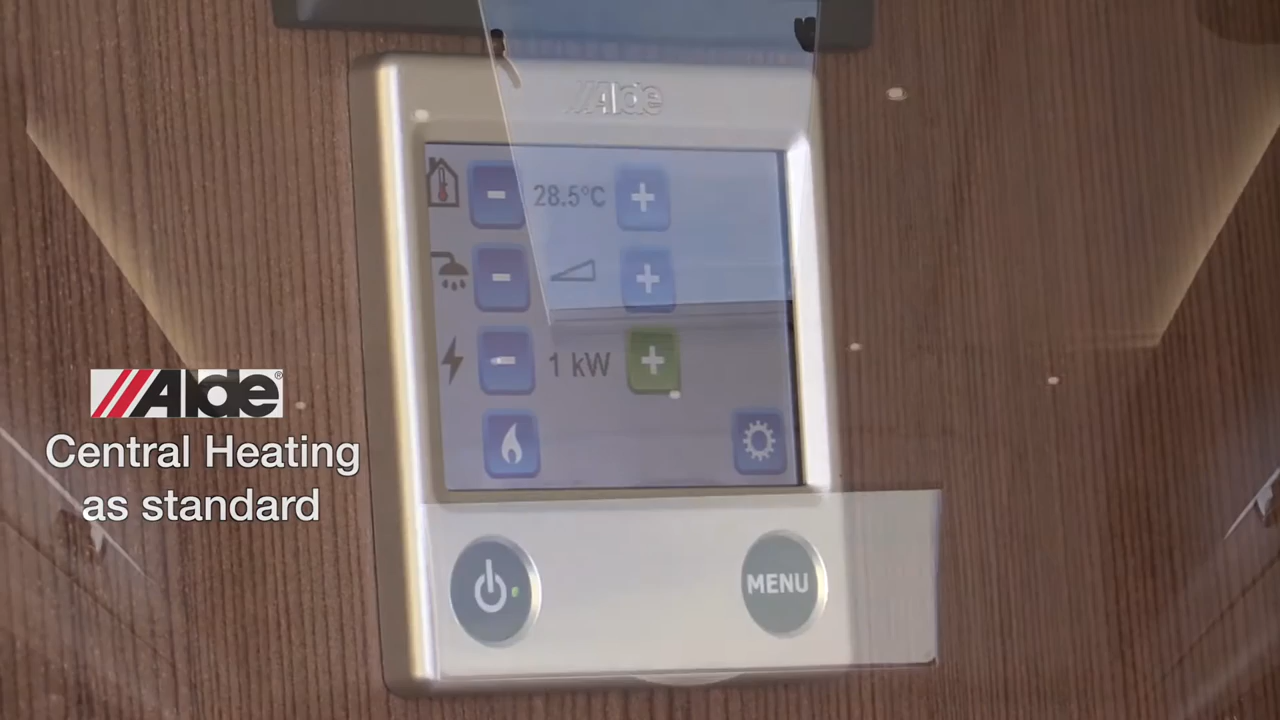 Alde
28.5°C
1 kW
MENU
Alde®
Central Heating
as standard